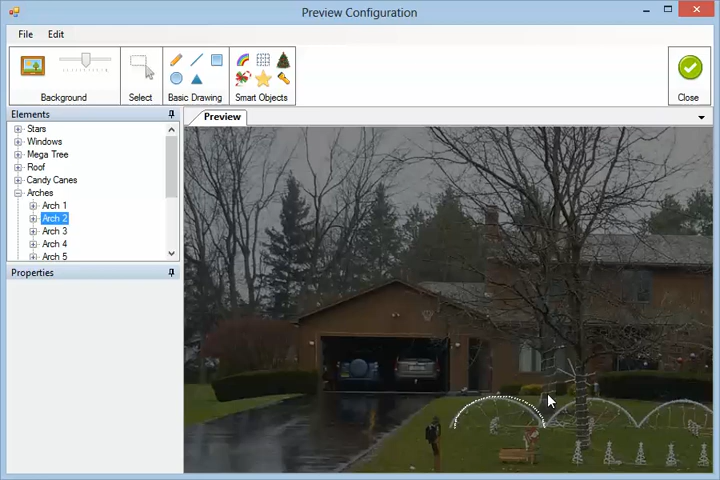 Preview Configuration
File Edit
Background
Select
Basic Drawing
Smart Objects
Close
Elements
Preview
Stars
Windows
Mega Tree
Roof
Candy Canes
Arches
Arch 1
Arch 2
Arch 3
Arch 4
Arch 5
Properties